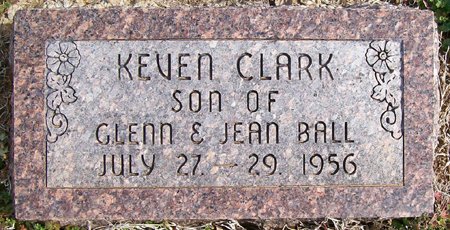 KEVEN CLARK
SON OF
GLENN & JEAN BALL
JULY 27. - 29. 1956